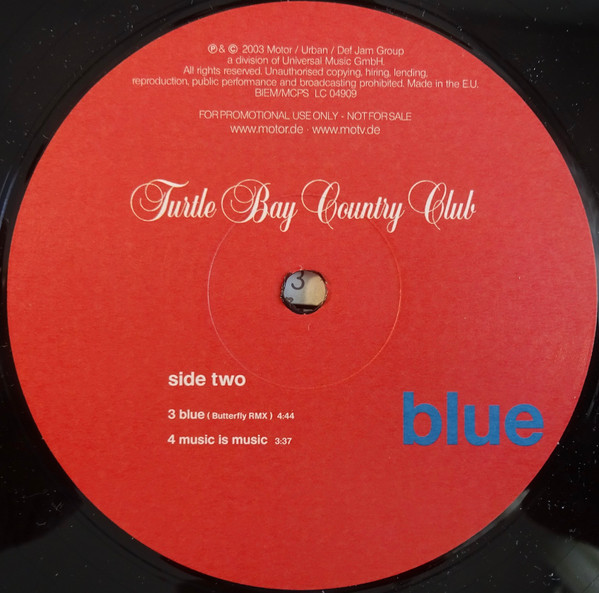 ℗ & © 2003 Motor / Urban / Def Jam Group
a division of Universal Music GmbH.
All rights reserved. Unauthorised copying, hiring, lending,
reproduction, public performance and broadcasting prohibited. Made in the E.U.
BIEM/MCPS LC 04909
FOR PROMOTIONAL USE ONLY - NOT FOR SALE
www.motor.de · www.motv.de
Turtle Bay Country Club
3
side two
3 blue ( Butterfly RMX ) 4:44
4 music is music 3:37
blue